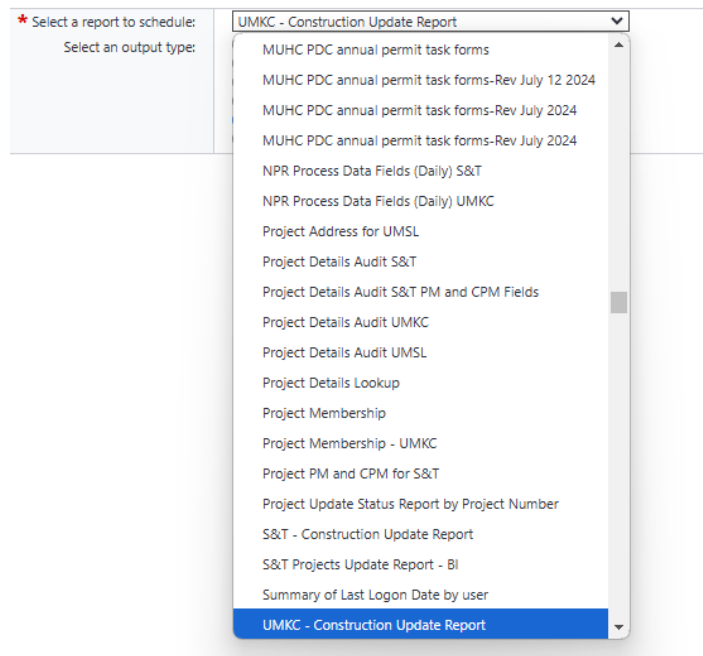 * Select a report to schedule: UMKC - Construction Update Report
Select an output type:
MUHC PDC annual permit task forms
MUHC PDC annual permit task forms-Rev July 12 2024
MUHC PDC annual permit task forms-Rev July 2024
MUHC PDC annual permit task forms-Rev July 2024
NPR Process Data Fields (Daily) S&T
NPR Process Data Fields (Daily) UMKC
Project Address for UMSL
Project Details Audit S&T
Project Details Audit S&T PM and CPM Fields
Project Details Audit UMKC
Project Details Audit UMSL
Project Details Lookup
Project Membership
Project Membership - UMKC
Project PM and CPM for S&T
Project Update Status Report by Project Number
S&T - Construction Update Report
S&T Projects Update Report - BI
Summary of Last Logon Date by user
UMKC - Construction Update Report